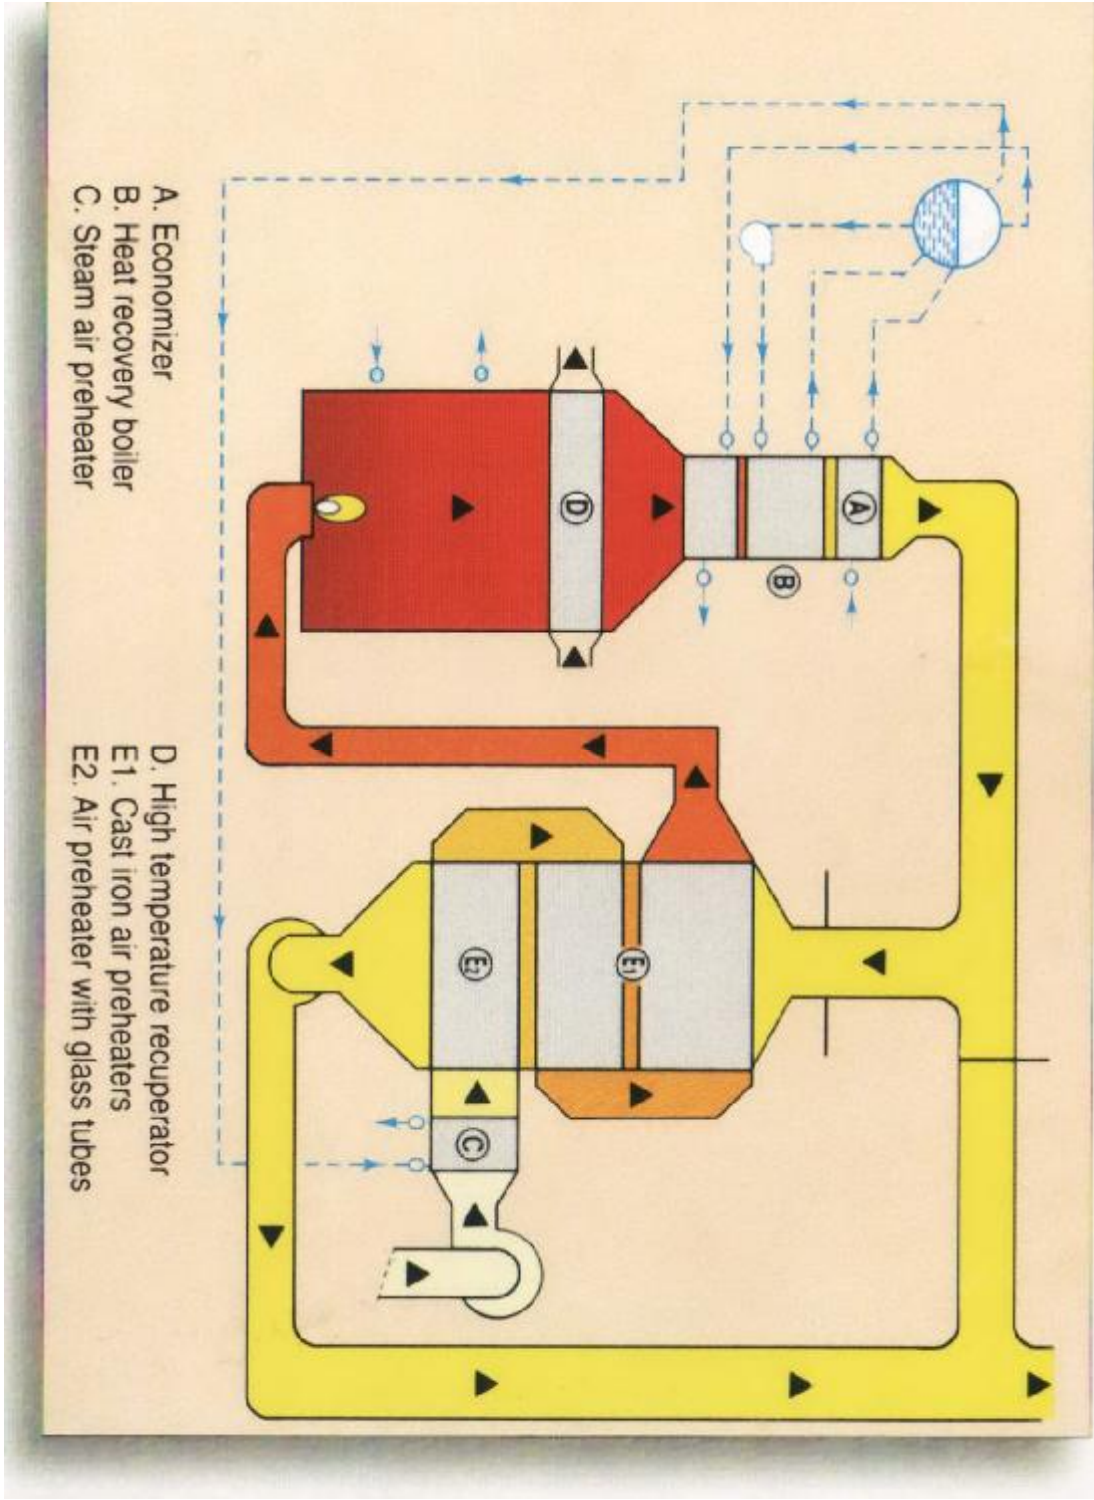 A
B
D
E1
E2
C
A. Economizer
B. Heat recovery boiler
C. Steam air preheater
D. High temperature recuperator
E1. Cast iron air preheaters
E2. Air preheater with glass tubes